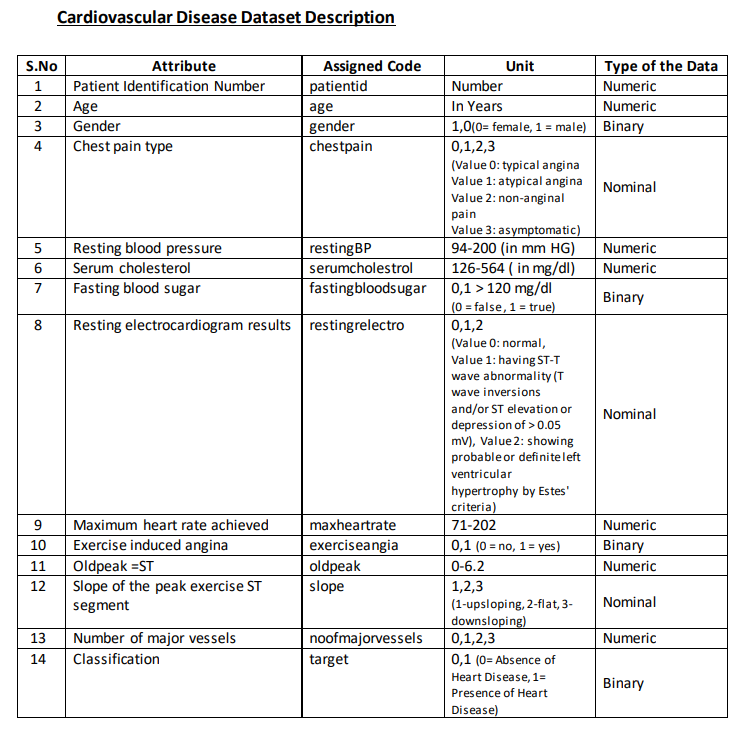 Cardiovascular Disease Dataset Description
S.No Attribute Assigned Code Unit Type of the Data
1 Patient Identification Number patientid Number Numeric
2 Age age In Years Numeric
3 Gender gender 1,0(0= female, 1 = male) Binary
4 Chest pain type chestpain 0,1,2,3
(Value 0: typical angina
Value 1: atypical angina
Value 2: non-anginal
pain
Value 3: asymptomatic)
Nominal
5 Resting blood pressure restingBP 94-200 (in mm HG) Numeric
6 Serum cholesterol serumcholestrol 126-564 ( in mg/dl) Numeric
7 Fasting blood sugar fastingbloodsugar 0,1 > 120 mg/dl
(0 = false , 1 = true)
Binary
8 Resting electrocardiogram results restingrelectro 0,1,2
(Value 0: normal,
Value 1: having ST-T
wave abnormality (T
wave inversions
and/or ST elevation or
depression of > 0.05
mV), Value 2: showing
probable or definite left
ventricular
hypertrophy by Estes'
criteria)
Nominal
9 Maximum heart rate achieved maxheartrate 71-202 Numeric
10 Exercise induced angina exerciseangia 0,1 (0 = no, 1 = yes) Binary
11 Oldpeak =ST oldpeak 0-6.2 Numeric
12 Slope of the peak exercise ST
segment
slope 1,2,3
(1-upsloping, 2-flat, 3-
downsloping)
Nominal
13 Number of major vessels noofmajorvessels 0,1,2,3 Numeric
14 Classification target 0,1 (0= Absence of
Heart Disease, 1=
Presence of Heart
Disease)
Binary